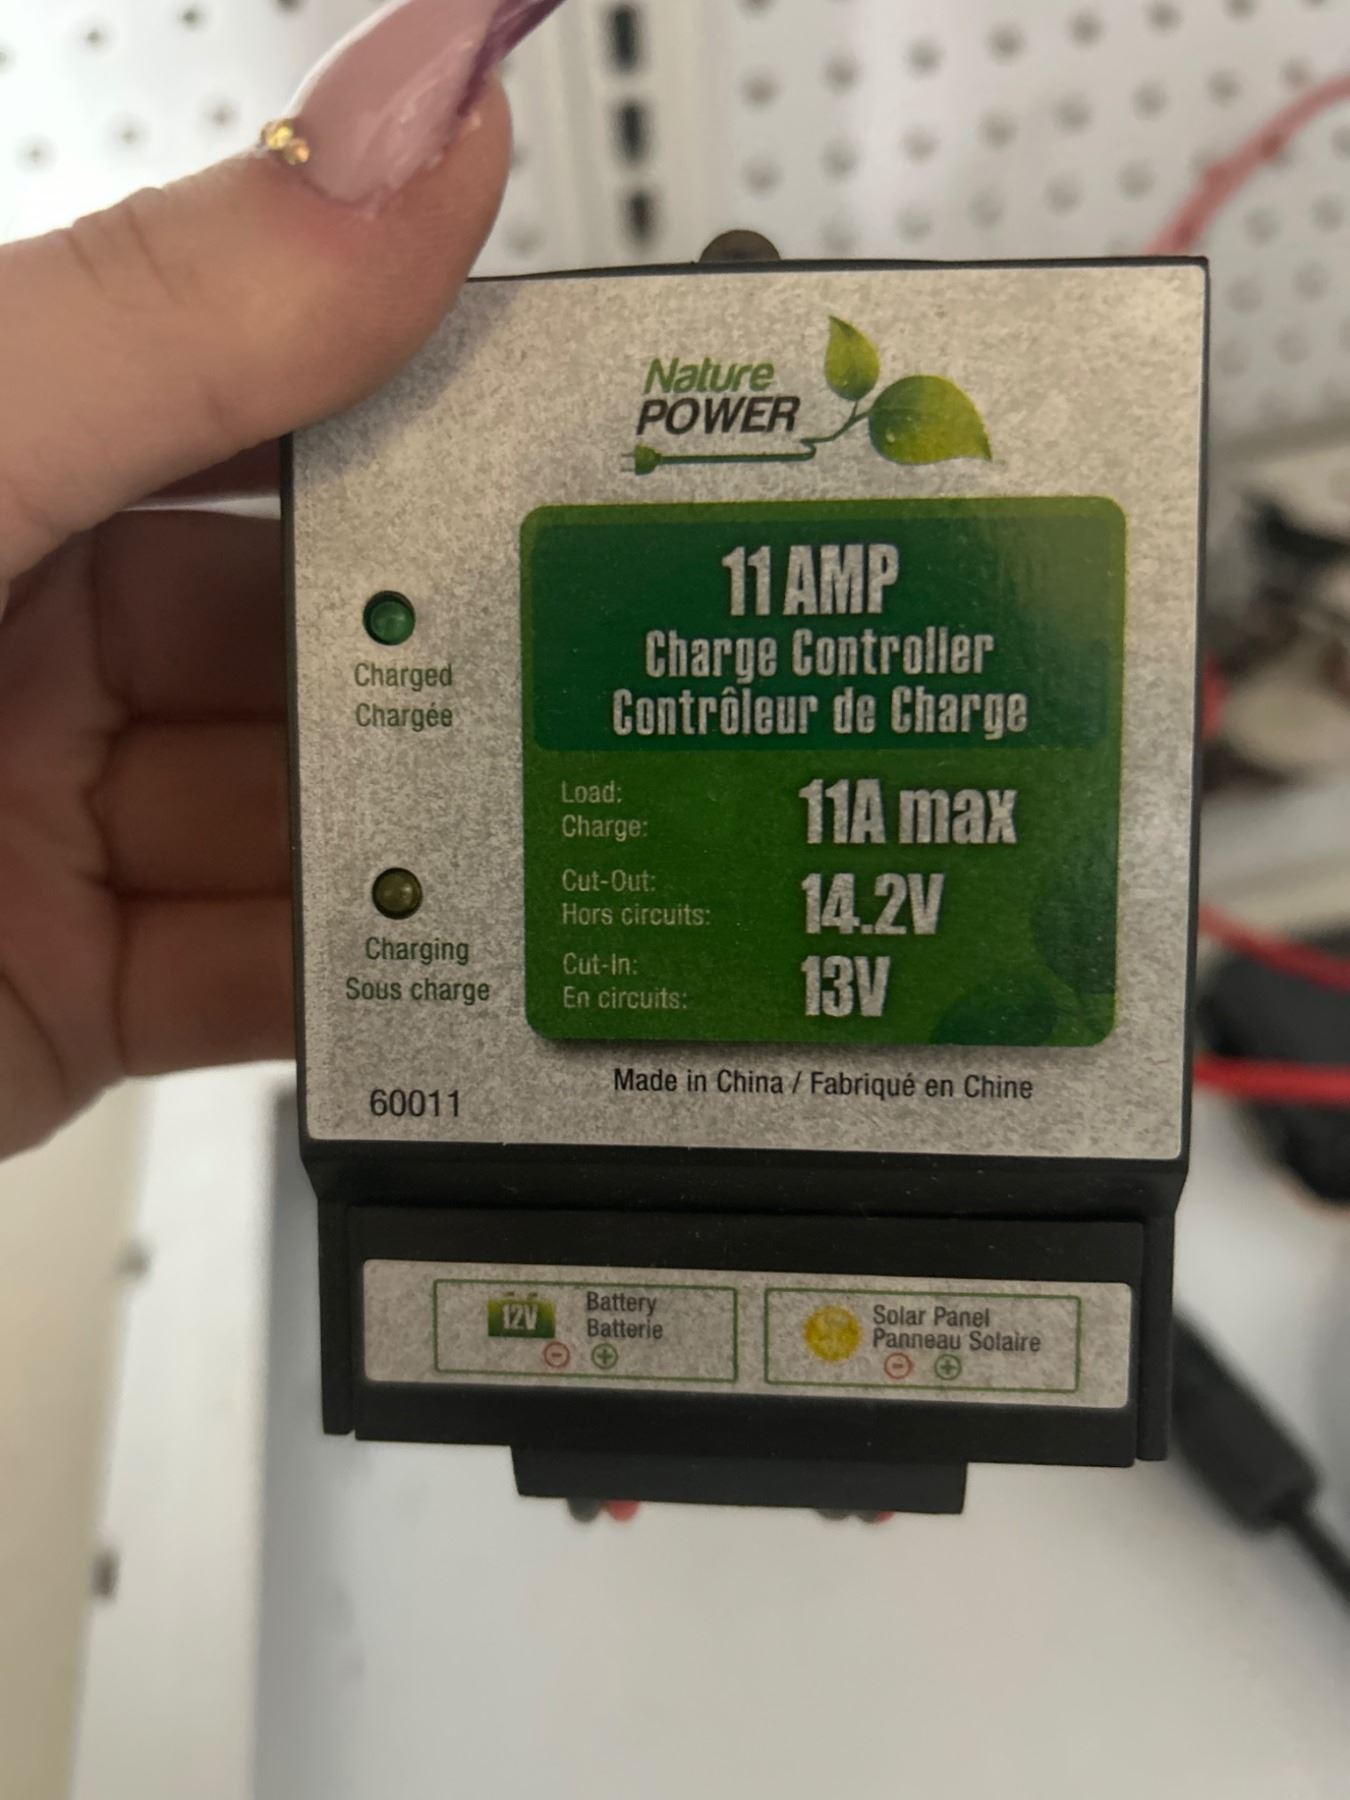 Nature
POWER
11 AMP
Charge Controller
Contrôleur de Charge
Charged
Chargée
Load: 11A max
Charge:
Cut-Out: 14.2V
Hors circuits:
Cut-In: 13V
En circuits:
Charging
Sous charge
Made in China / Fabriqué en Chine
60011
12V
Battery
Batterie
- +
Solar Panel
Panneau Solaire
- +